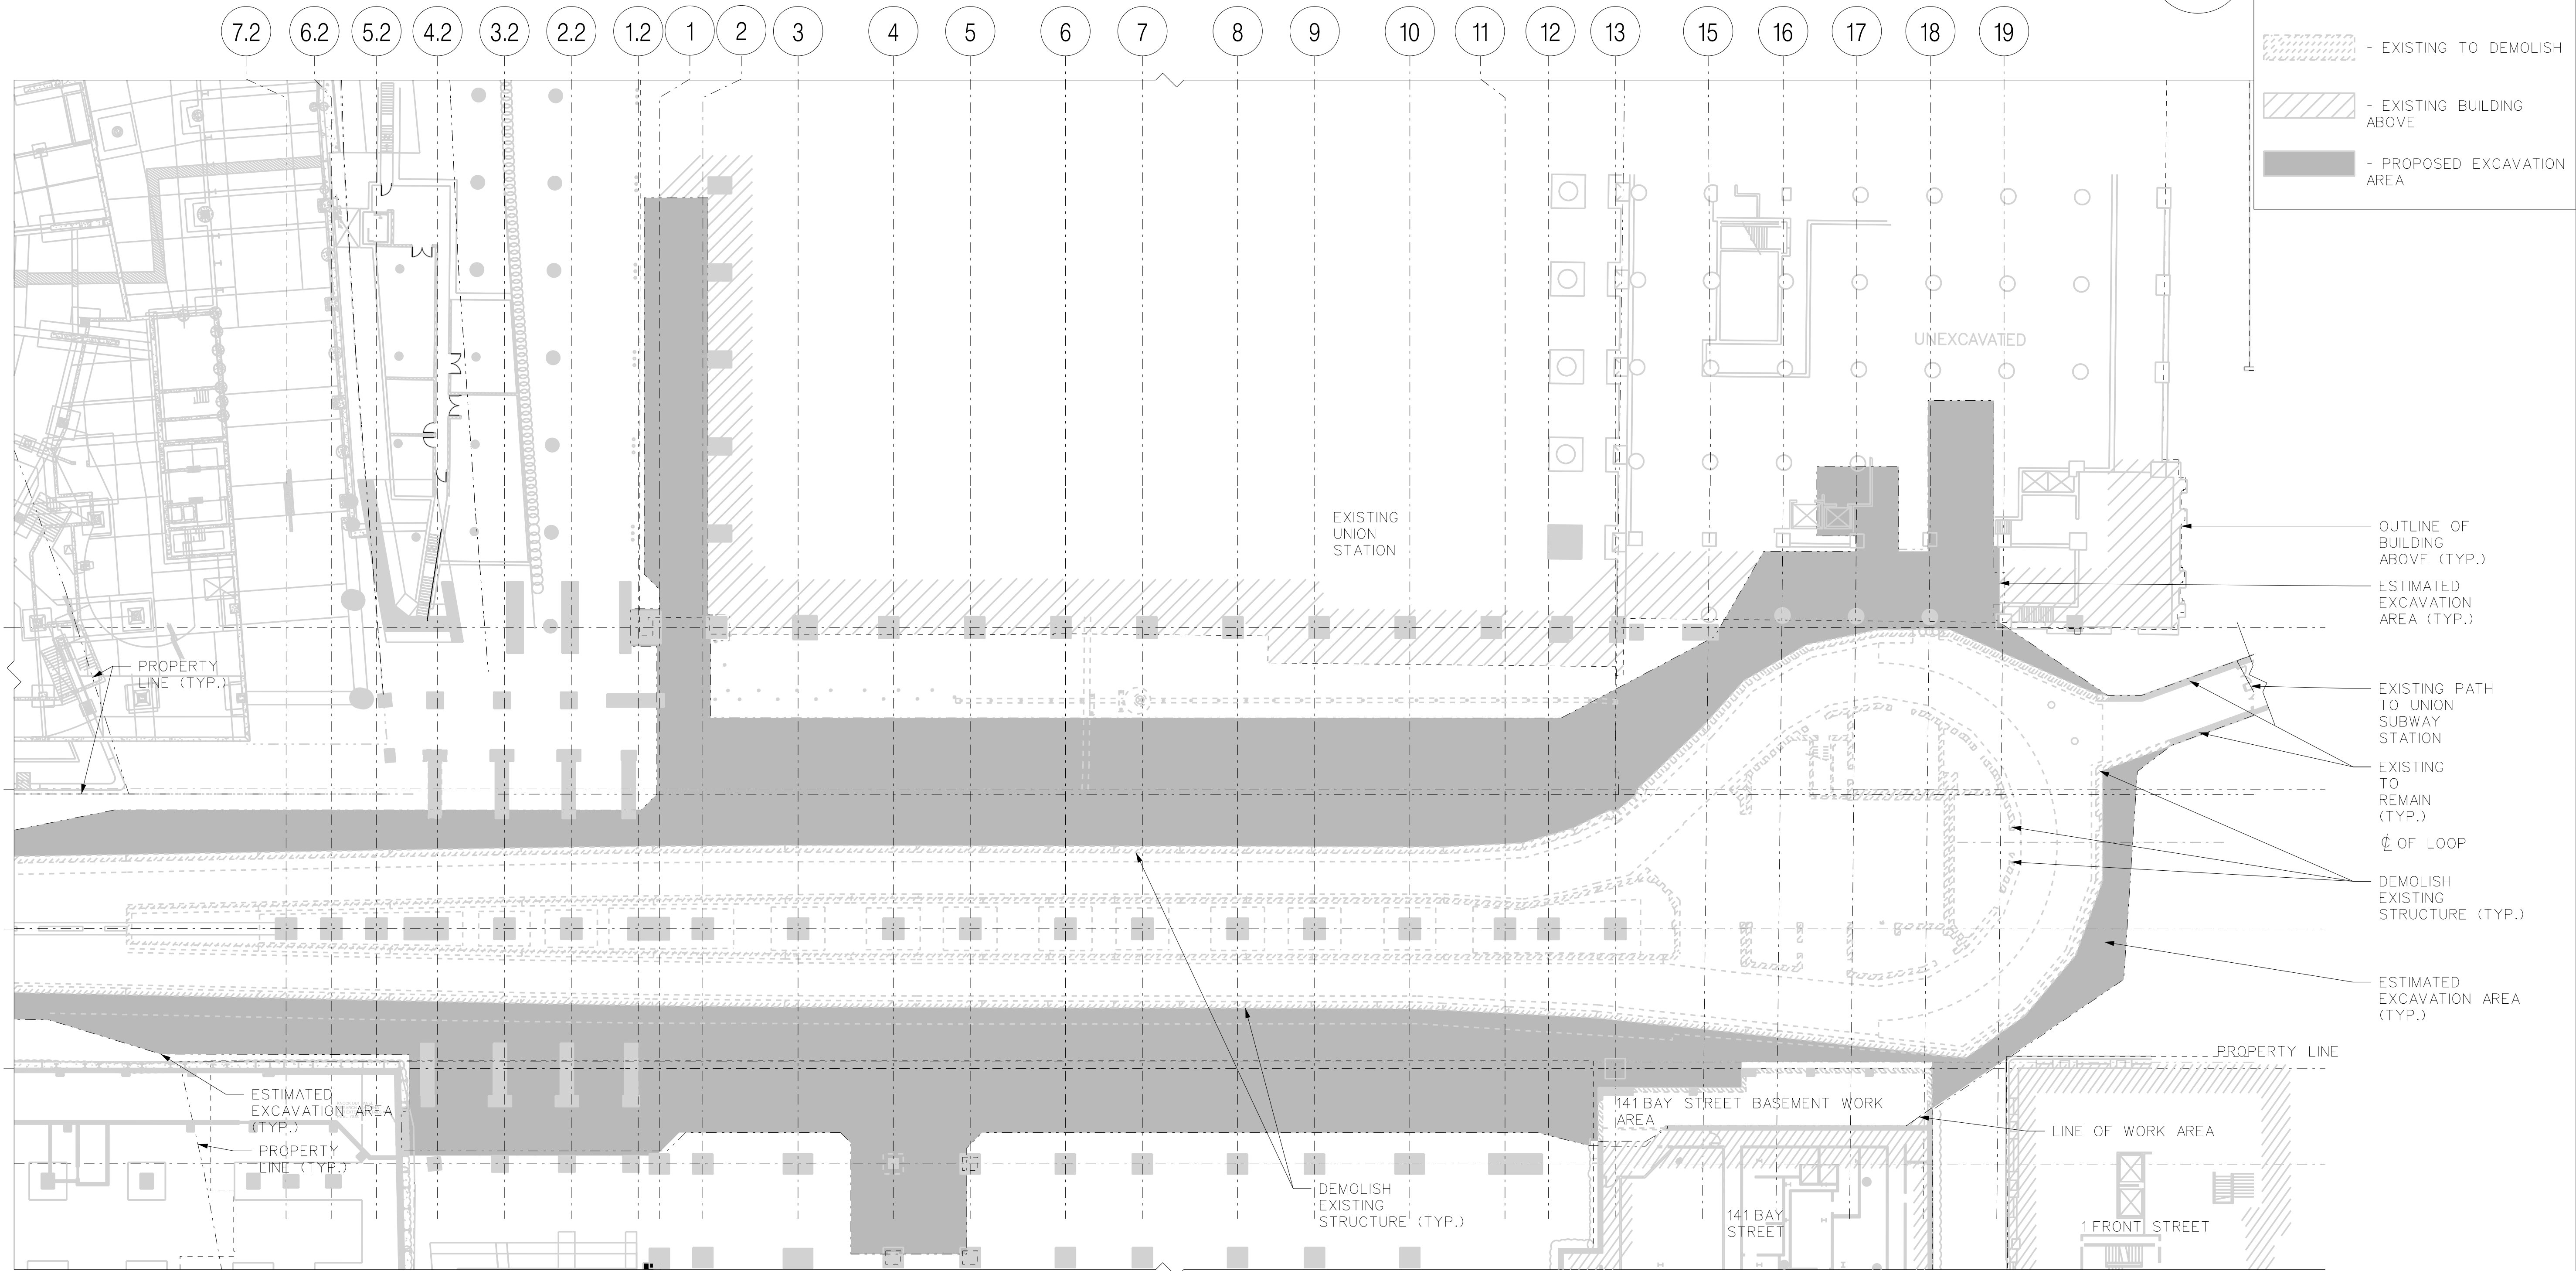 7.2 6.2 5.2 4.2 3.2 2.2 1.2 1 2 3 4 5 6 7 8 9 10 11 12 13 15 16 17 18 19
- EXISTING TO DEMOLISH
- EXISTING BUILDING
ABOVE
- PROPOSED EXCAVATION
AREA
UNEXCAVATED
EXISTING
UNION
STATION
OUTLINE OF
BUILDING
ABOVE (TYP.)
ESTIMATED
EXCAVATION
AREA (TYP.)
PROPERTY
LINE (TYP.)
EXISTING PATH
TO UNION
SUBWAY
STATION
EXISTING
TO
REMAIN
(TYP.)
℄ OF LOOP
DEMOLISH
EXISTING
STRUCTURE (TYP.)
ESTIMATED
EXCAVATION AREA
(TYP.)
PROPERTY LINE
ESTIMATED
EXCAVATION AREA
(TYP.)
PROPERTY
LINE (TYP.)
141 BAY STREET BASEMENT WORK
AREA
LINE OF WORK AREA
DEMOLISH
EXISTING
STRUCTURE (TYP.)
141 BAY
STREET
1 FRONT STREET